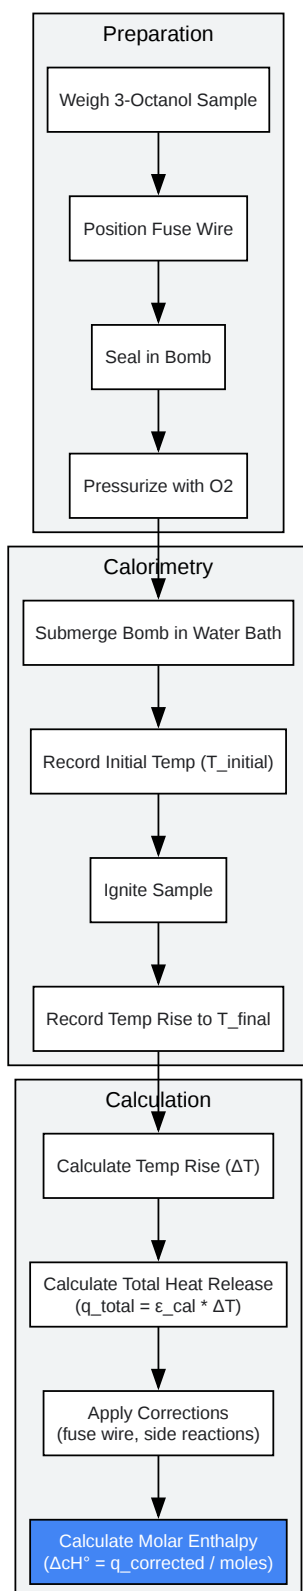 Preparation
Weigh 3-Octanol Sample
Position Fuse Wire
Seal in Bomb
Pressurize with O2
Calorimetry
Submerge Bomb in Water Bath
Record Initial Temp (T_initial)
Ignite Sample
Record Temp Rise to T_final
Calculation
Calculate Temp Rise (ΔT)
Calculate Total Heat Release
(q_total = ε_cal * ΔT)
Apply Corrections
(fuse wire, side reactions)
Calculate Molar Enthalpy
(ΔcH° = q_corrected / moles)